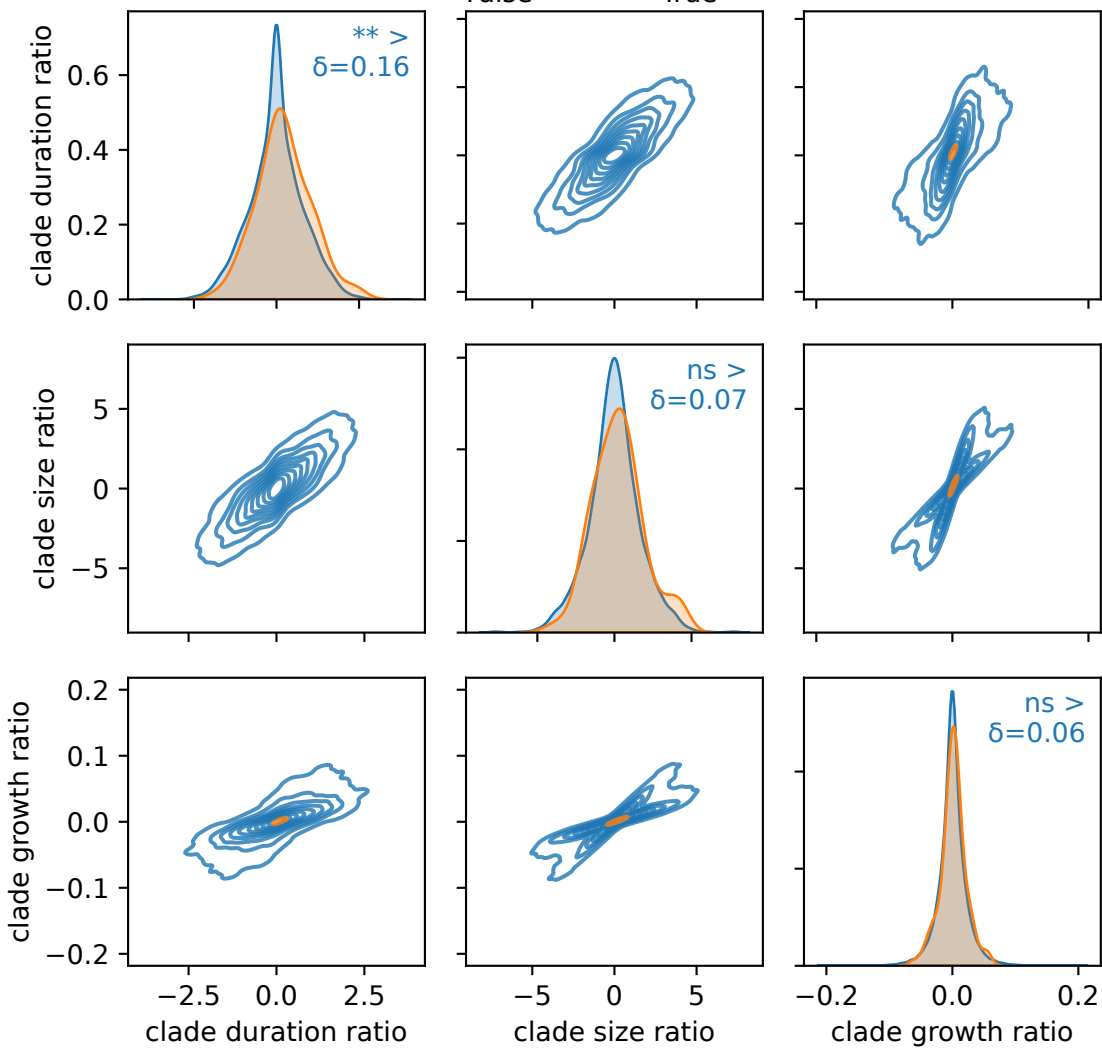 clade duration ratio
0.6
0.4
0.2
0.0
** >
δ=0.16
clade size ratio
5
0
−5
ns >
δ=0.07
clade growth ratio
0.2
0.1
0.0
−0.1
−0.2
ns >
δ=0.06
−2.5 0.0 2.5
−5 0 5
−0.2 0.0 0.2
clade duration ratio
clade size ratio
clade growth ratio